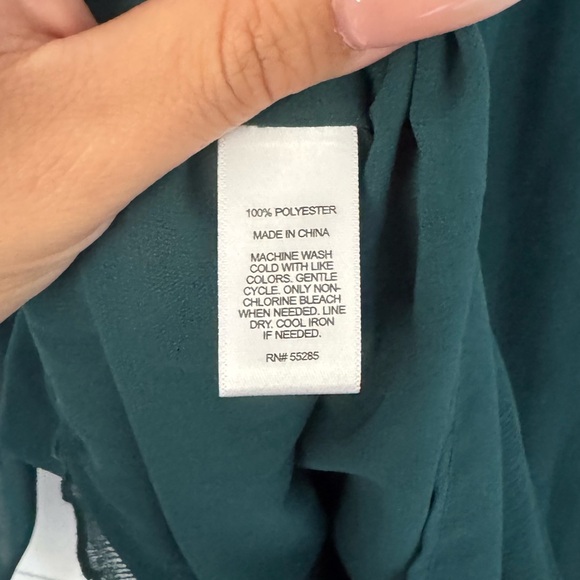 100% POLYESTER
MADE IN CHINA
MACHINE WASH
COLD WITH LIKE
COLORS. GENTLE
CYCLE. ONLY NON-
CHLORINE BLEACH
WHEN NEEDED. LINE
DRY. COOL IRON
IF NEEDED.
RN# 55285